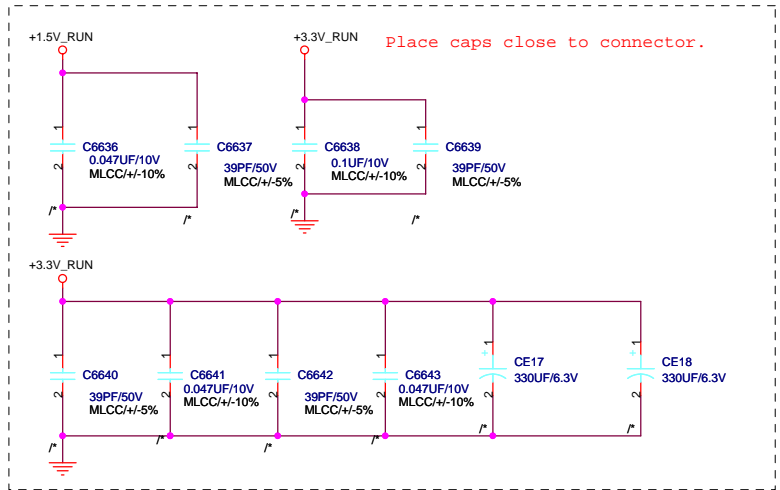 +1.5V_RUN
+3.3V_RUN
Place caps close to connector.
1
C6636
0.047UF/10V
MLCC/+/-10%
2
/*
1
C6637
39PF/50V
MLCC/+/-5%
2
/*
1
C6638
0.1UF/10V
MLCC/+/-10%
2
/*
1
C6639
39PF/50V
MLCC/+/-5%
2
/*
+3.3V_RUN
1
C6640
39PF/50V
MLCC/+/-5%
2
/*
1
C6641
0.047UF/10V
MLCC/+/-10%
2
/*
1
C6642
39PF/50V
MLCC/+/-5%
2
/*
1
C6643
0.047UF/10V
MLCC/+/-10%
2
/*
1
+
CE17
330UF/6.3V
2
/*
1
+
CE18
330UF/6.3V
2
/*